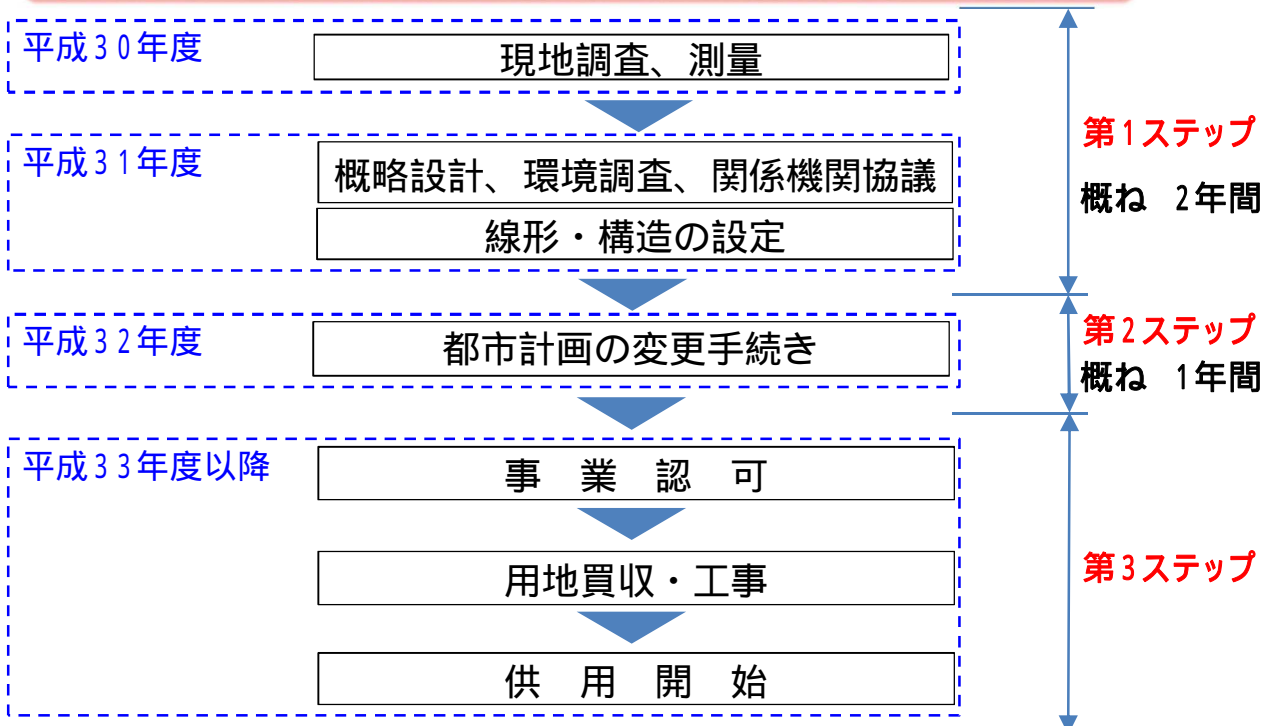 平成30年度
現地調査、測量
平成31年度
概略設計、環境調査、関係機関協議
線形・構造の設定
第1ステップ
概ね 2年間
平成32年度
都市計画の変更手続き
第2ステップ
概ね 1年間
平成33年度以降
事 業 認 可
用地買収・工事
供 用 開 始
第3ステップ